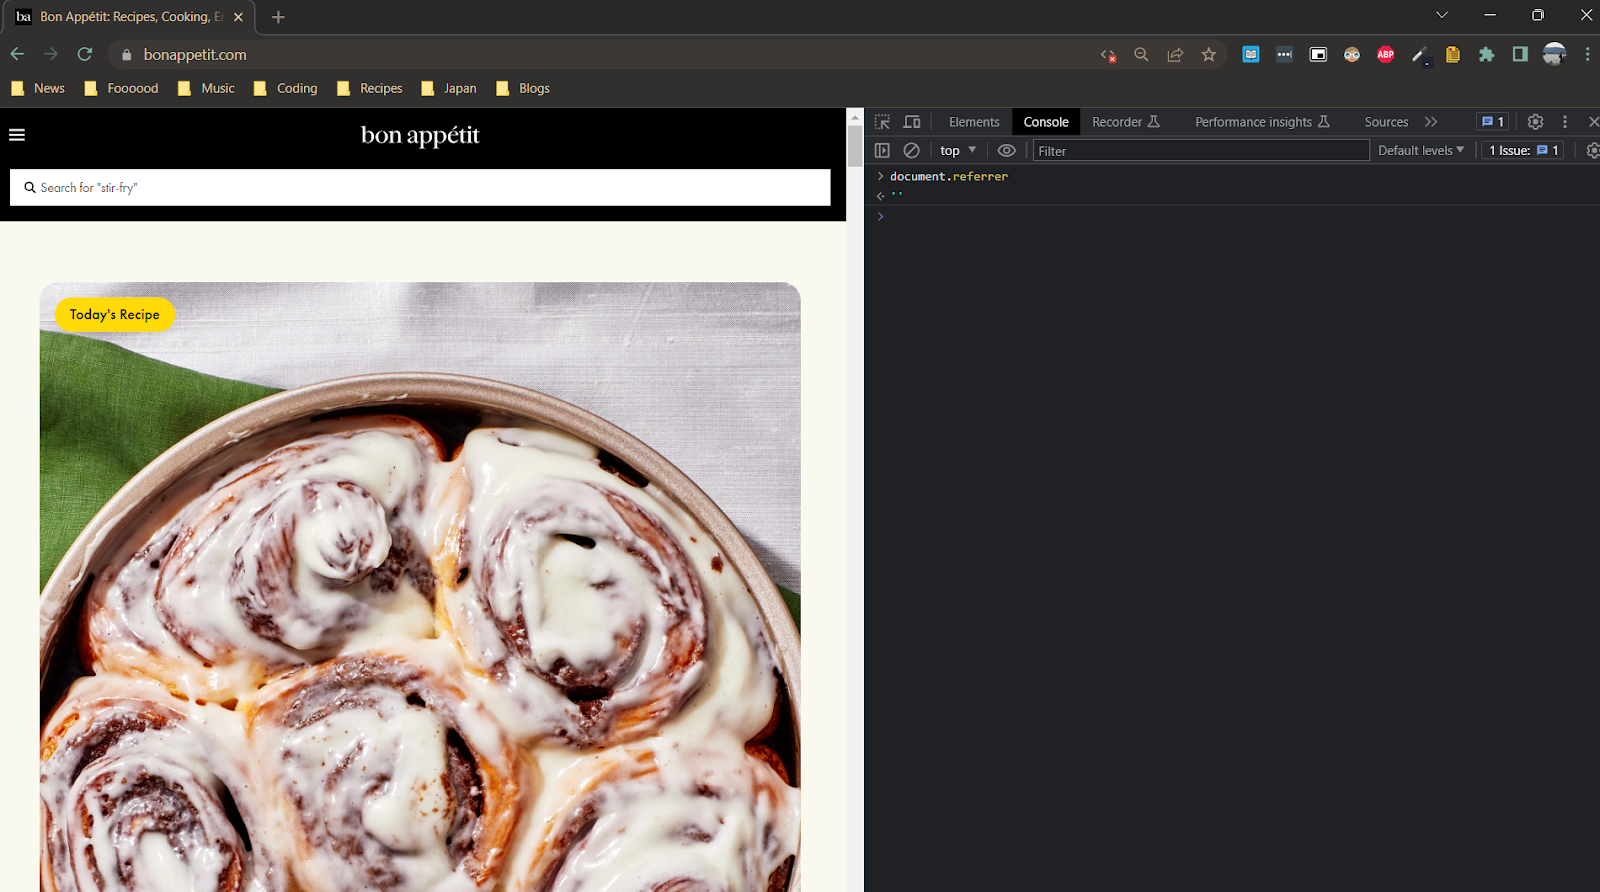 ba Bon Appétit: Recipes, Cooking, E
bonappetit.com
ABP
News Foooood Music Coding Recipes Japan Blogs
bon appétit
Search for "stir-fry"
Today's Recipe
Elements Console Recorder Performance insights Sources 1
top Filter Default levels 1 Issue: 1
document.referrer
''